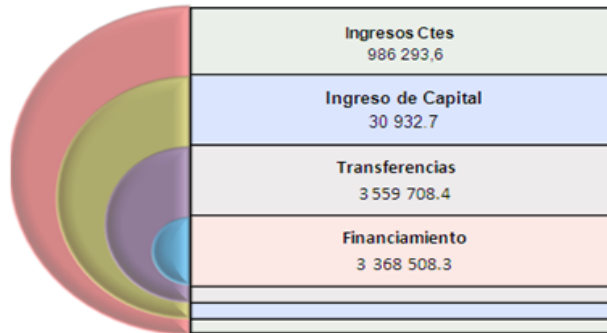 Ingresos Ctes
986 293,6
Ingreso de Capital
30 932.7
Transferencias
3 559 708.4
Financiamiento
3 368 508.3